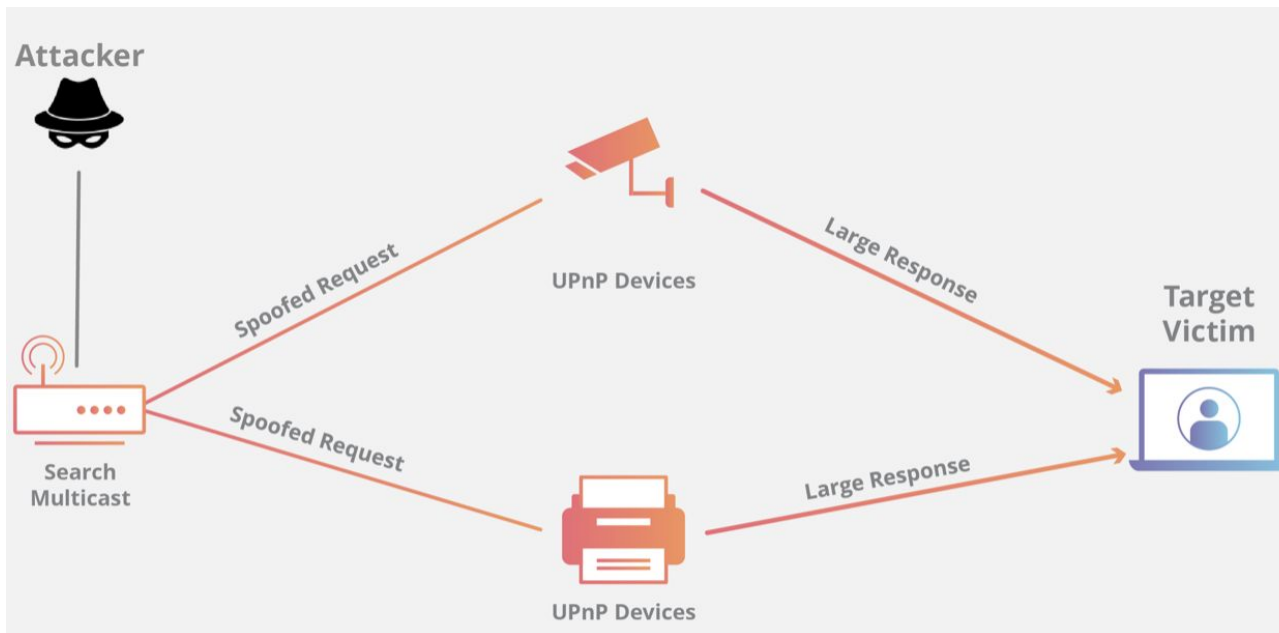 Attacker
Spoofed Request
UPnP Devices
Large Response
Target
Victim
Search
Multicast
Spoofed Request
UPnP Devices
Large Response